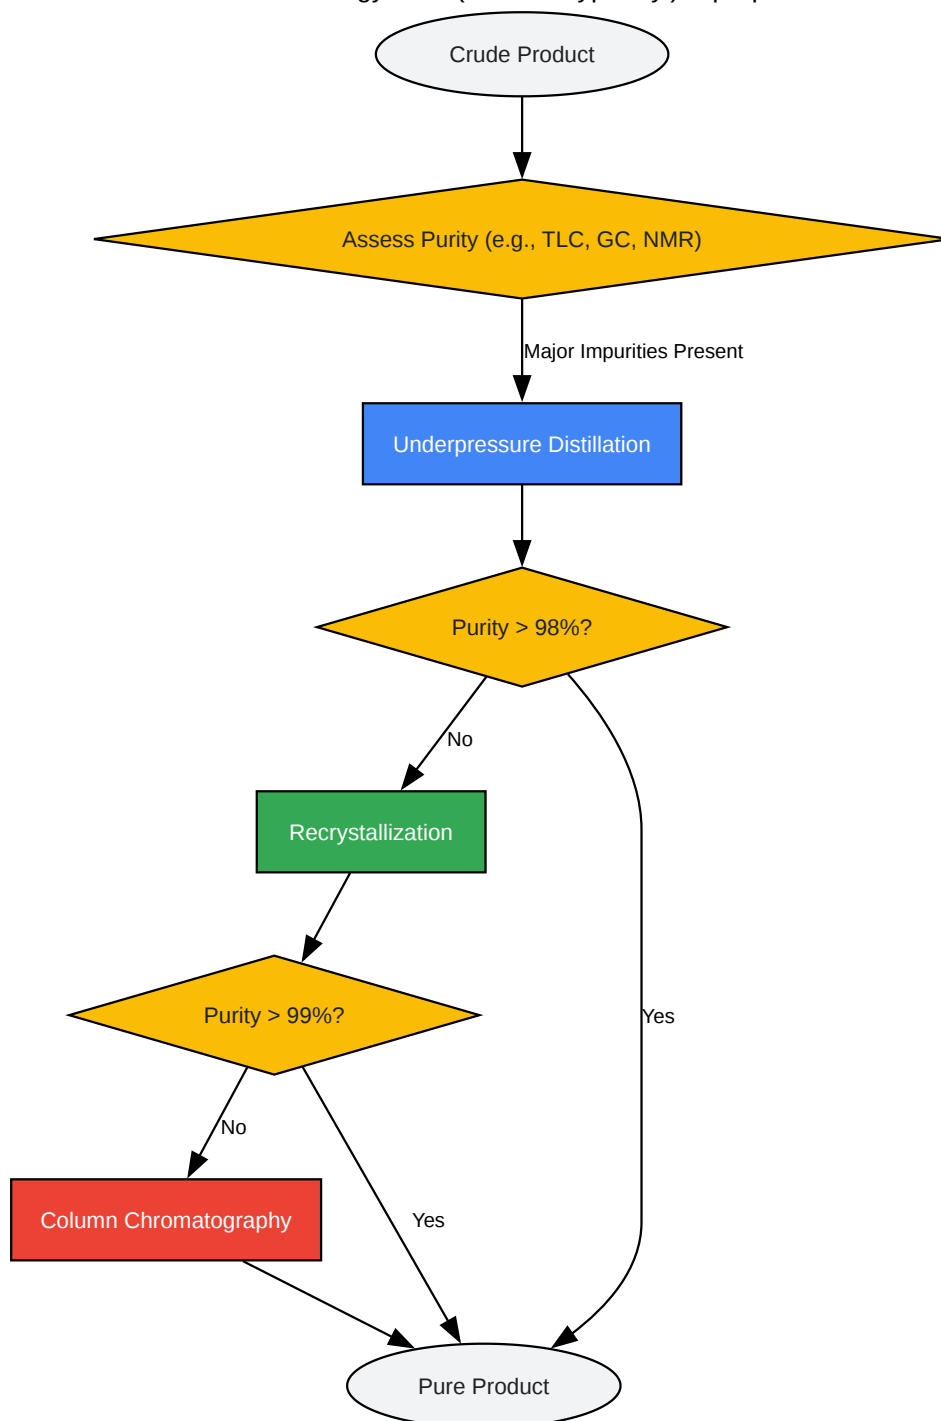 Crude Product
Assess Purity (e.g., TLC, GC, NMR)
Major Impurities Present
Underpressure Distillation
Purity > 98%?
No
Recrystallization
Purity > 99%?
Yes
No
Column Chromatography
Yes
Pure Product